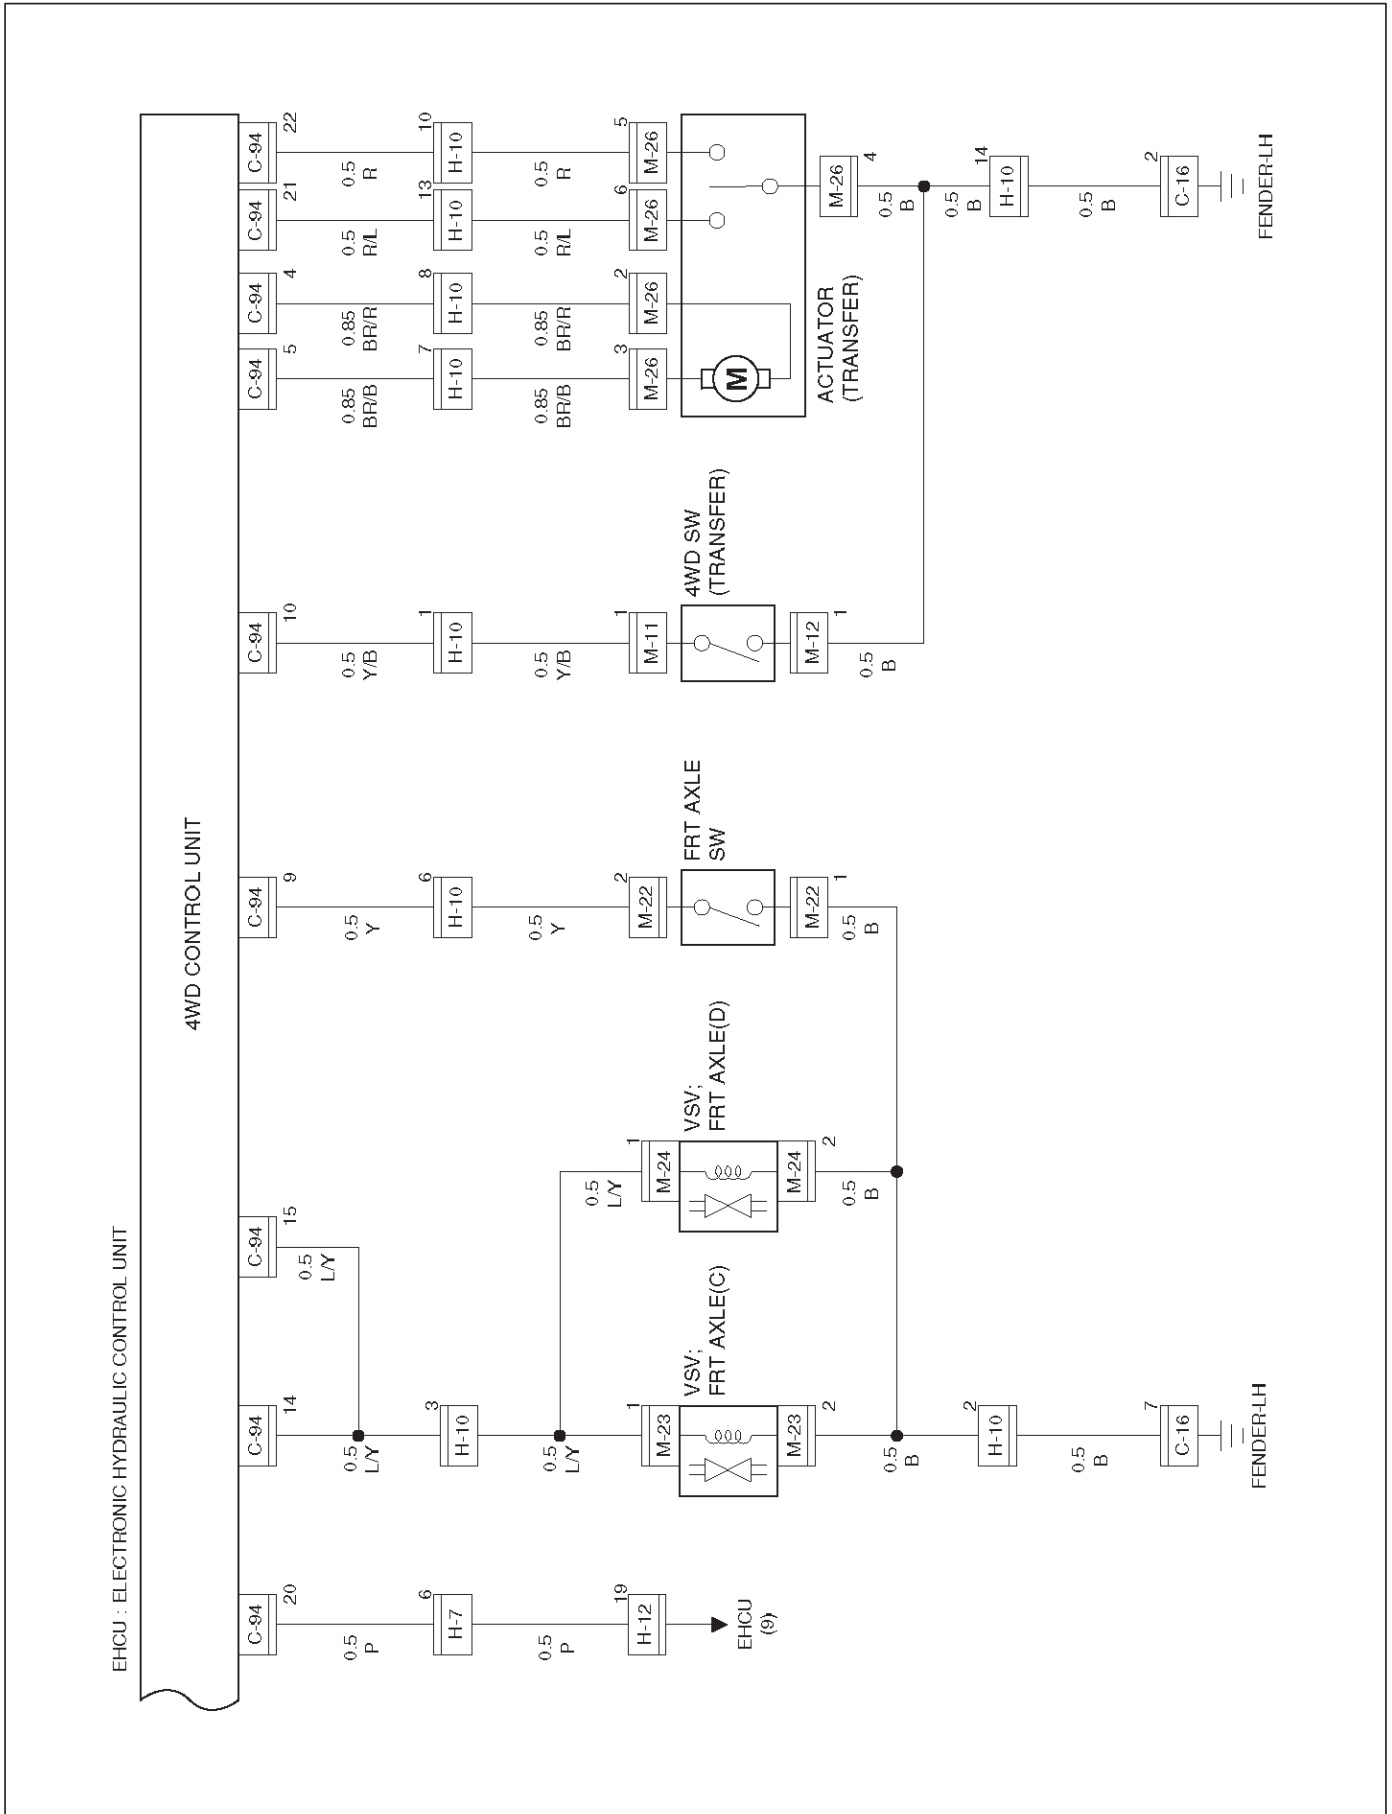 EHCU : ELECTRONIC HYDRAULIC CONTROL UNIT
4WD CONTROL UNIT
C-94
20
0.5
P
H-7
6
0.5
P
H-12
19
EHCU
(9)
C-94
14
0.5
L/Y
C-94
15
0.5
L/Y
H-10
3
0.5
L/Y
M-23
1
VSV;
FRT AXLE(C)
M-23
2
0.5
B
H-10
2
0.5
B
C-16
7
FENDER-LH
0.5
L/Y
M-24
1
VSV;
FRT AXLE(D)
M-24
2
0.5
B
C-94
9
0.5
Y
H-10
6
0.5
Y
M-22
2
FRT AXLE
SW
M-22
1
0.5
B
C-94
10
0.5
Y/B
H-10
1
0.5
Y/B
M-11
1
4WD SW
(TRANSFER)
M-12
1
0.5
B
C-94
5
0.85
BR/B
H-10
7
0.85
BR/B
M-26
3
C-94
4
0.85
BR/R
H-10
8
0.85
BR/R
M-26
2
C-94
21
0.5
R/L
H-10
13
0.5
R/L
M-26
6
C-94
22
0.5
R
H-10
10
0.5
R
M-26
5
M
ACTUATOR
(TRANSFER)
M-26
4
0.5
B
0.5
B
H-10
14
0.5
B
C-16
2
FENDER-LH